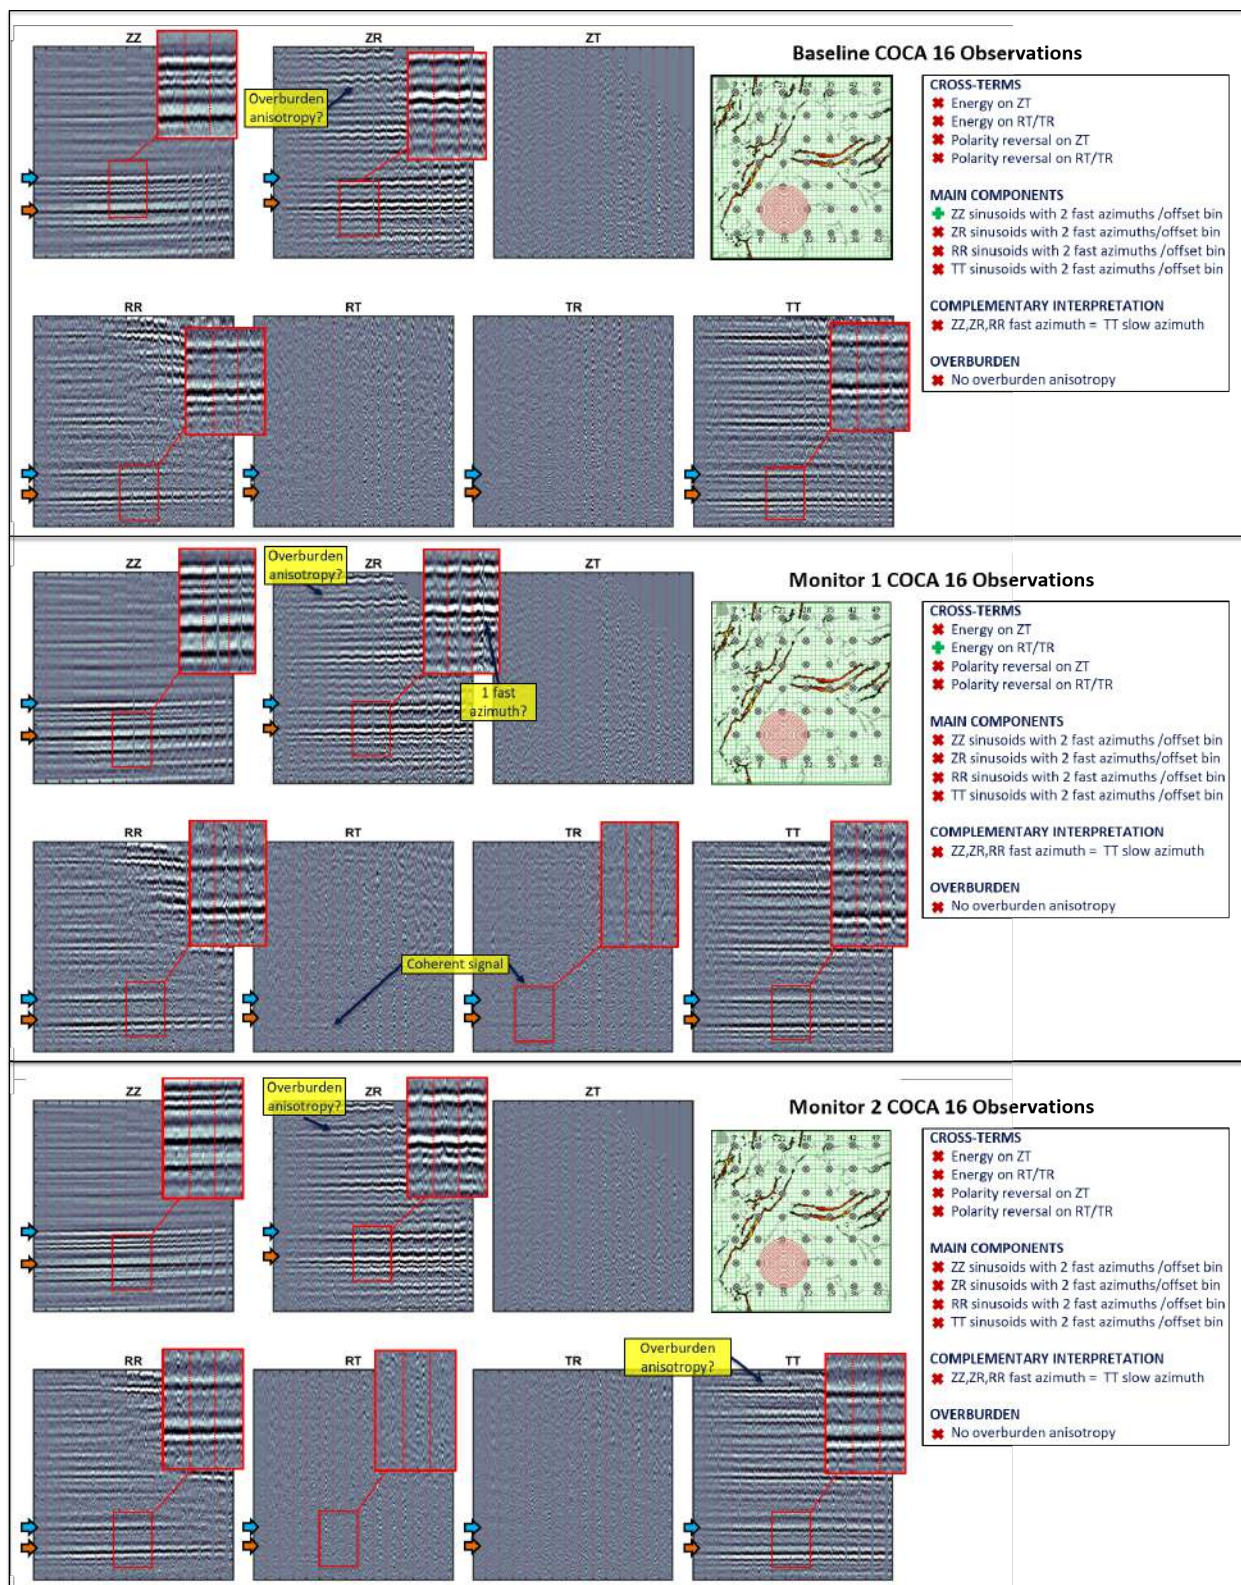 Baseline COCA 16 Observations
ZZ
ZR
ZT
Overburden
anisotropy?
CROSS-TERMS
Energy on ZT
Energy on RT/TR
Polarity reversal on ZT
Polarity reversal on RT/TR
MAIN COMPONENTS
ZZ sinusoids with 2 fast azimuths /offset bin
ZR sinusoids with 2 fast azimuths/offset bin
RR sinusoids with 2 fast azimuths/offset bin
TT sinusoids with 2 fast azimuths /offset bin
COMPLEMENTARY INTERPRETATION
ZZ,ZR,RR fast azimuth = TT slow azimuth
OVERBURDEN
No overburden anisotropy
RR
RT
TR
TT
Monitor 1 COCA 16 Observations
ZZ
ZR
ZT
Overburden
anisotropy?
1 fast
azimuth?
CROSS-TERMS
Energy on ZT
Energy on RT/TR
Polarity reversal on ZT
Polarity reversal on RT/TR
MAIN COMPONENTS
ZZ sinusoids with 2 fast azimuths /offset bin
ZR sinusoids with 2 fast azimuths/offset bin
RR sinusoids with 2 fast azimuths/offset bin
TT sinusoids with 2 fast azimuths /offset bin
COMPLEMENTARY INTERPRETATION
ZZ,ZR,RR fast azimuth = TT slow azimuth
OVERBURDEN
No overburden anisotropy
RR
RT
TR
TT
Coherent signal
Monitor 2 COCA 16 Observations
ZZ
ZR
ZT
Overburden
anisotropy?
CROSS-TERMS
Energy on ZT
Energy on RT/TR
Polarity reversal on ZT
Polarity reversal on RT/TR
MAIN COMPONENTS
ZZ sinusoids with 2 fast azimuths /offset bin
ZR sinusoids with 2 fast azimuths/offset bin
RR sinusoids with 2 fast azimuths /offset bin
TT sinusoids with 2 fast azimuths /offset bin
COMPLEMENTARY INTERPRETATION
ZZ,ZR,RR fast azimuth = TT slow azimuth
OVERBURDEN
No overburden anisotropy
RR
RT
TR
TT
Overburden
anisotropy?